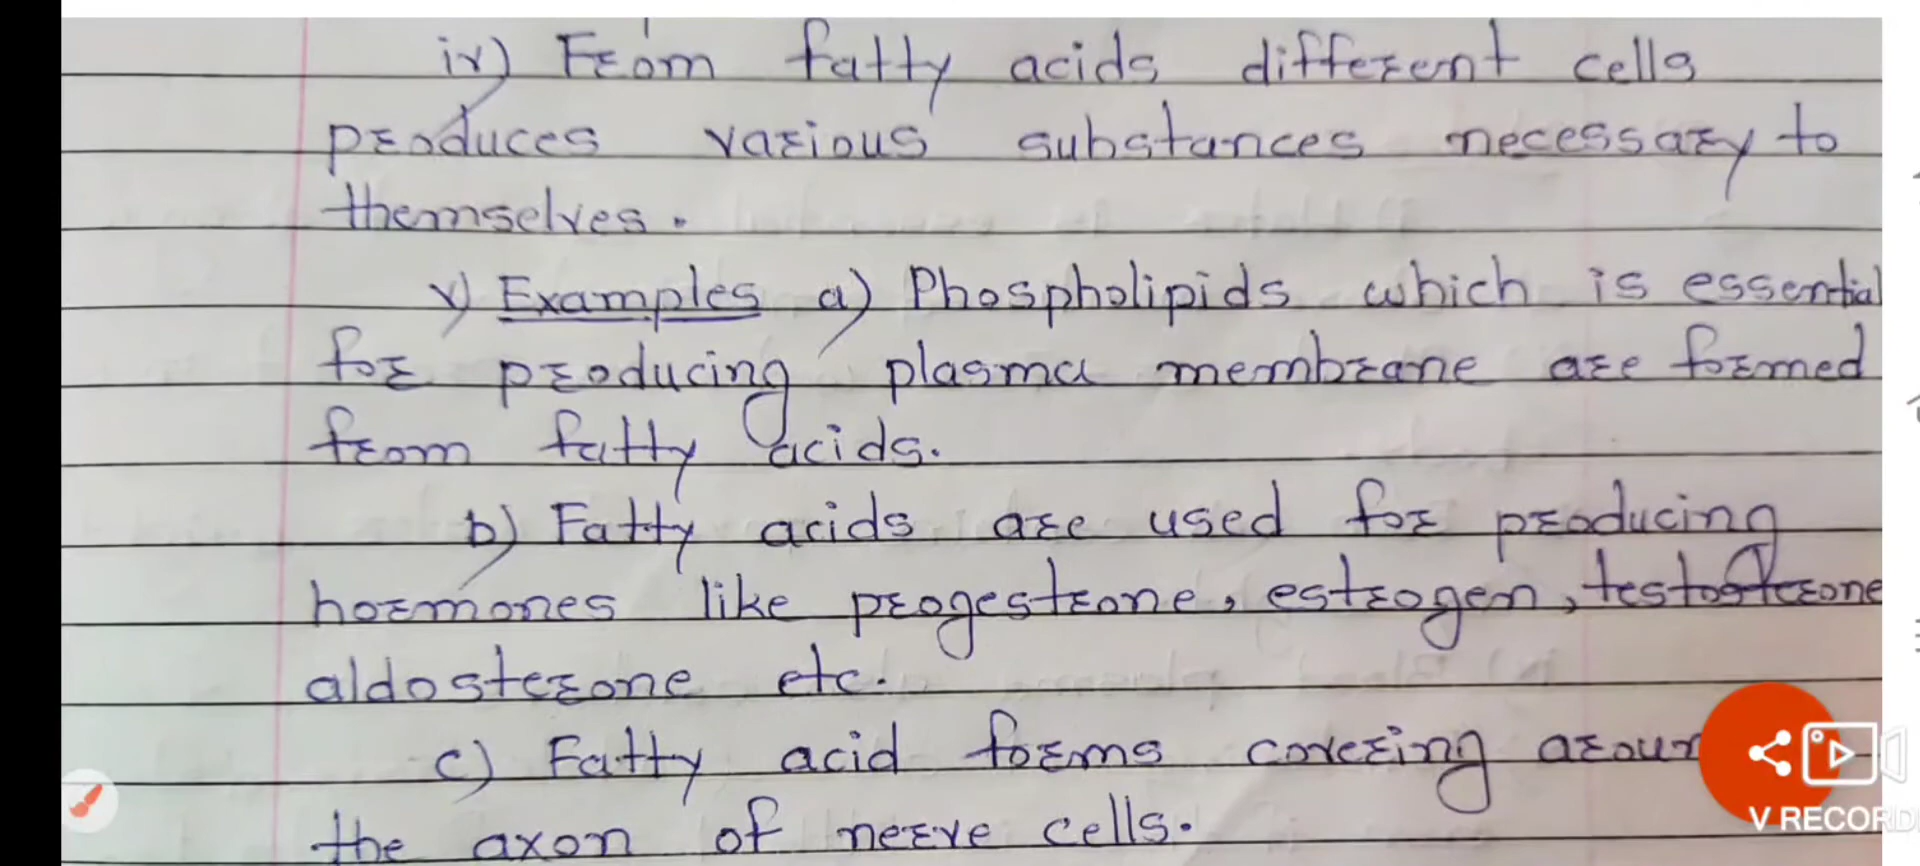 iv) From fatty acids different cells
produces various substances necessary to
themselves.
v) Examples a) Phospholipids which is essential
for producing plasma membrane are formed
from fatty acids.
b) Fatty acids are used for producing
hormones like progestrone, estrogen, testosterone
aldosterone etc.
c) Fatty acid forms covering aroun
the axon of nerve cells.
V RECORD